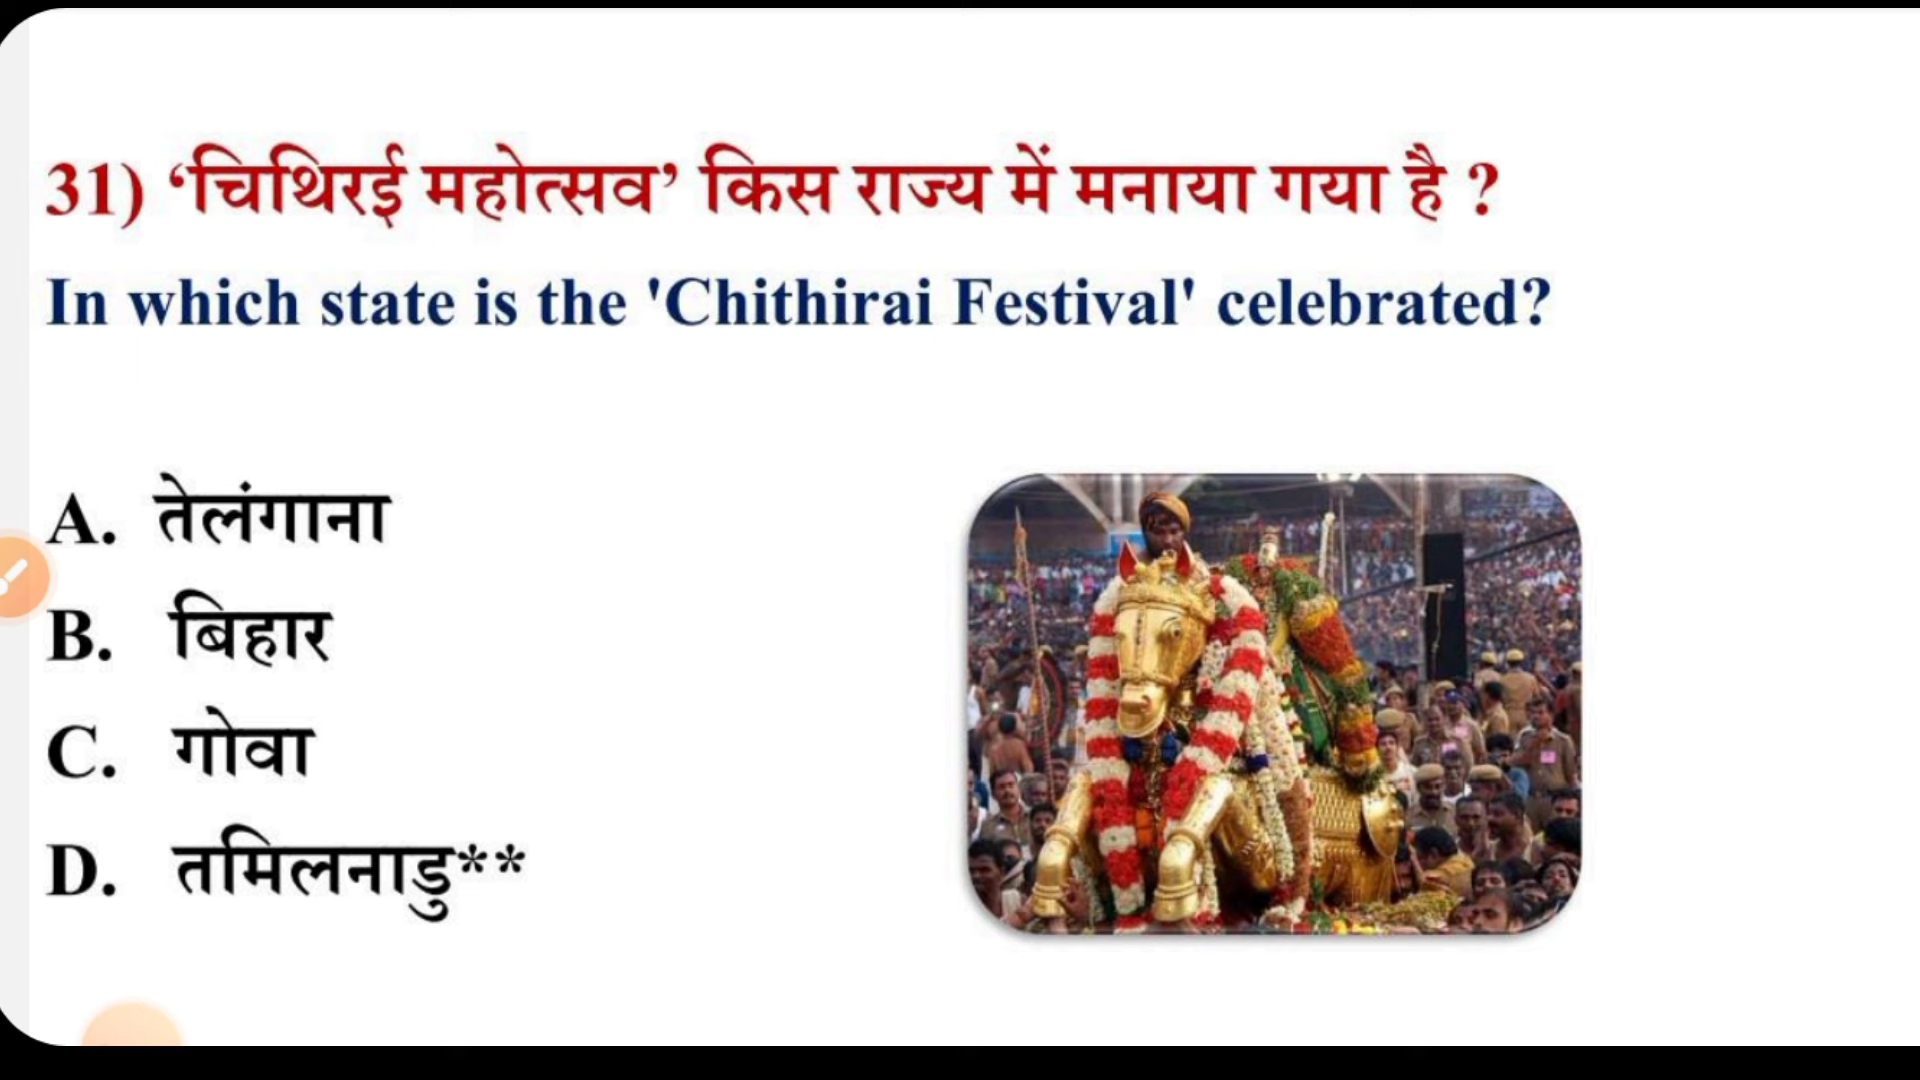 31) ‘चिथिरई महोत्सव’ किस राज्य में मनाया गया है ?
In which state is the 'Chithirai Festival' celebrated?
A. तेलंगाना
B. बिहार
C. गोवा
D. तमिलनाडु**